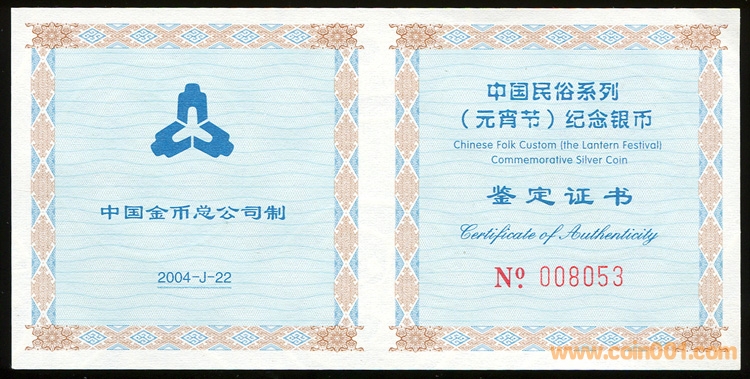 中国金币总公司制
2004-J-22
中国民俗系列
（元宵节）纪念银币
Chinese Folk Custom (the Lantern Festival)
Commemorative Silver Coin
鉴定证书
Certificate of Authenticity
Nº. 008053
www.coin001.com